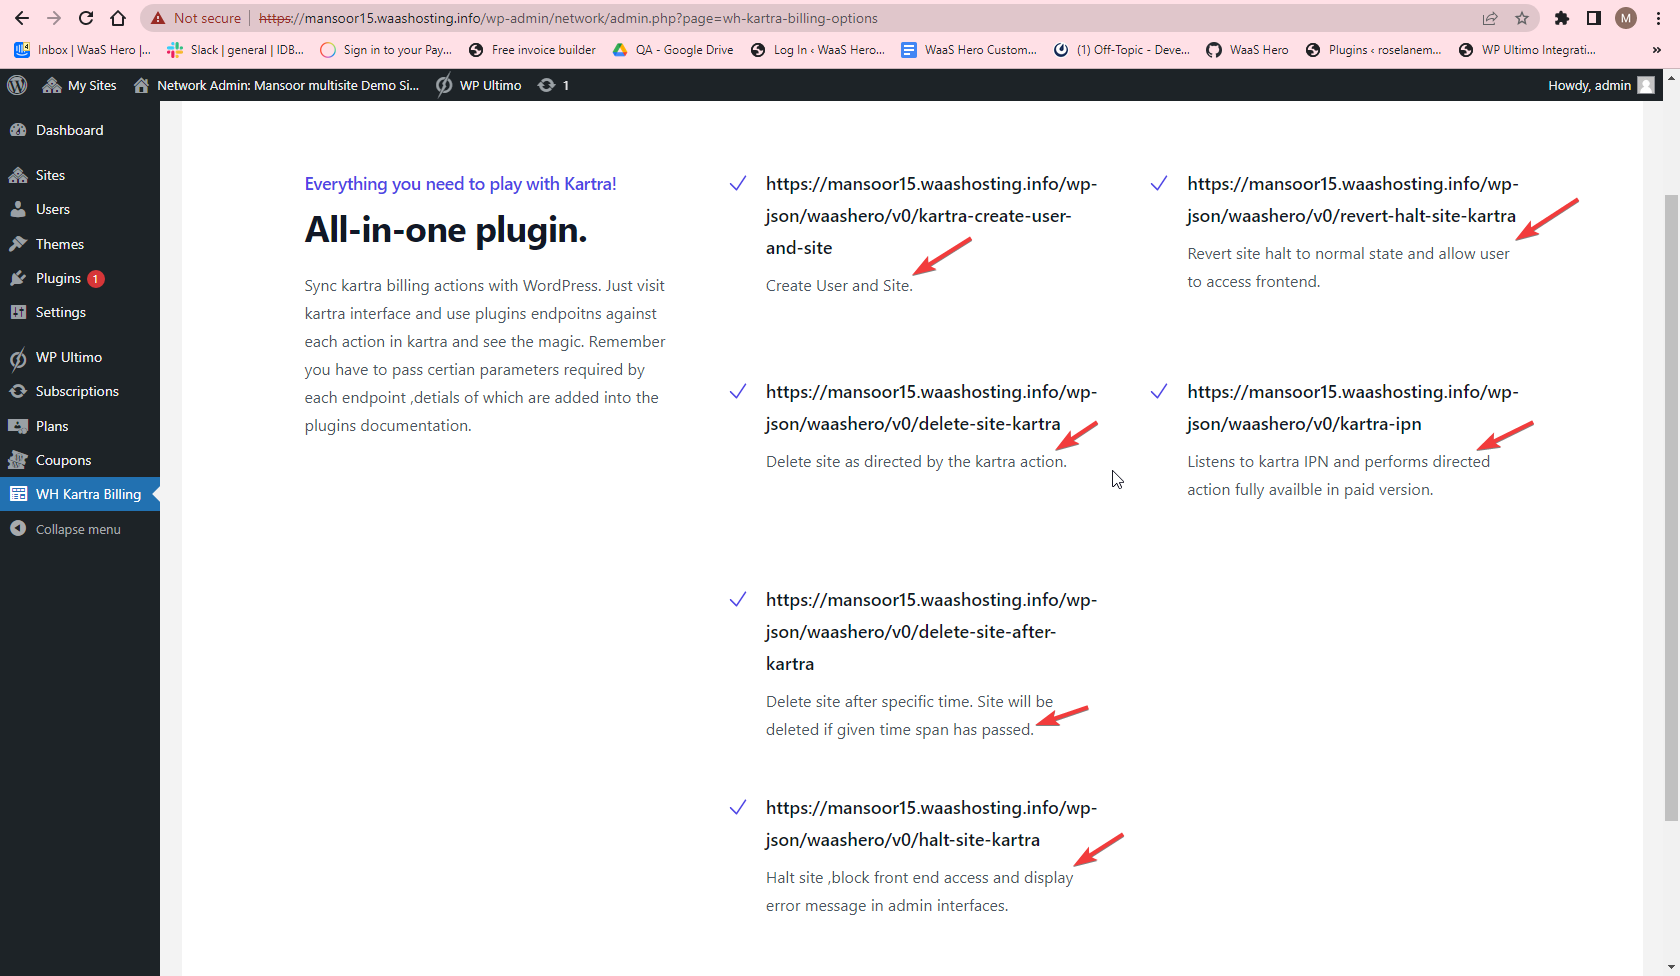 Not secure
https://mansoor15.waashosting.info/wp-admin/network/admin.php?page=wh-kartra-billing-options
M
Inbox | WaaS Hero |...
Slack | general | IDB...
Sign in to your Pay...
Free invoice builder
QA - Google Drive
Log In ‹ WaaS Hero...
WaaS Hero Custom...
(1) Off-Topic - Deve...
WaaS Hero
Plugins ‹ roselanem...
WP Ultimo Integrati...
»
My Sites
Network Admin: Mansoor multisite Demo Si...
WP Ultimo
1
Howdy, admin
Dashboard
Sites
Users
Themes
Plugins 1
Settings
WP Ultimo
Subscriptions
Plans
Coupons
WH Kartra Billing
Collapse menu
Everything you need to play with Kartra!
All-in-one plugin.
Sync kartra billing actions with WordPress. Just visit
kartra interface and use plugins endpoitns against
each action in kartra and see the magic. Remember
you have to pass certian parameters required by
each endpoint ,detials of which are added into the
plugins documentation.
https://mansoor15.waashosting.info/wp-
json/waashero/v0/kartra-create-user-
and-site
Create User and Site.
https://mansoor15.waashosting.info/wp-
json/waashero/v0/revert-halt-site-kartra
Revert site halt to normal state and allow user
to access frontend.
https://mansoor15.waashosting.info/wp-
json/waashero/v0/delete-site-kartra
Delete site as directed by the kartra action.
https://mansoor15.waashosting.info/wp-
json/waashero/v0/kartra-ipn
Listens to kartra IPN and performs directed
action fully availble in paid version.
https://mansoor15.waashosting.info/wp-
json/waashero/v0/delete-site-after-
kartra
Delete site after specific time. Site will be
deleted if given time span has passed.
https://mansoor15.waashosting.info/wp-
json/waashero/v0/halt-site-kartra
Halt site ,block front end access and display
error message in admin interfaces.